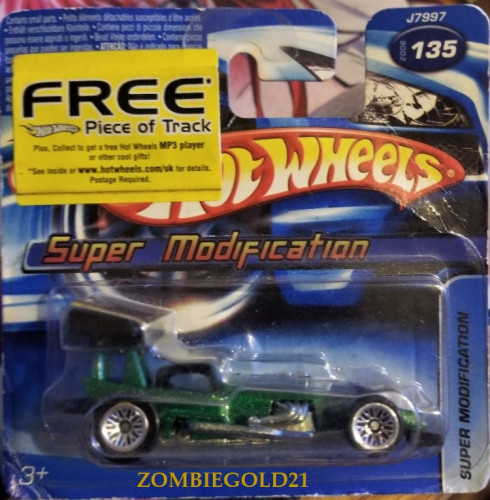 J7997
2006
135
FREE
Hot Wheels
Piece of Track
Plus, Collect to get a free Hot Wheels MP3 player
or other cool gifts!
*See inside or www.hotwheels.com/uk for details.
Postage Required.
HOT WHEELS
Super Modification
SUPER MODIFICATION
3+
ZOMBIEGOLD21